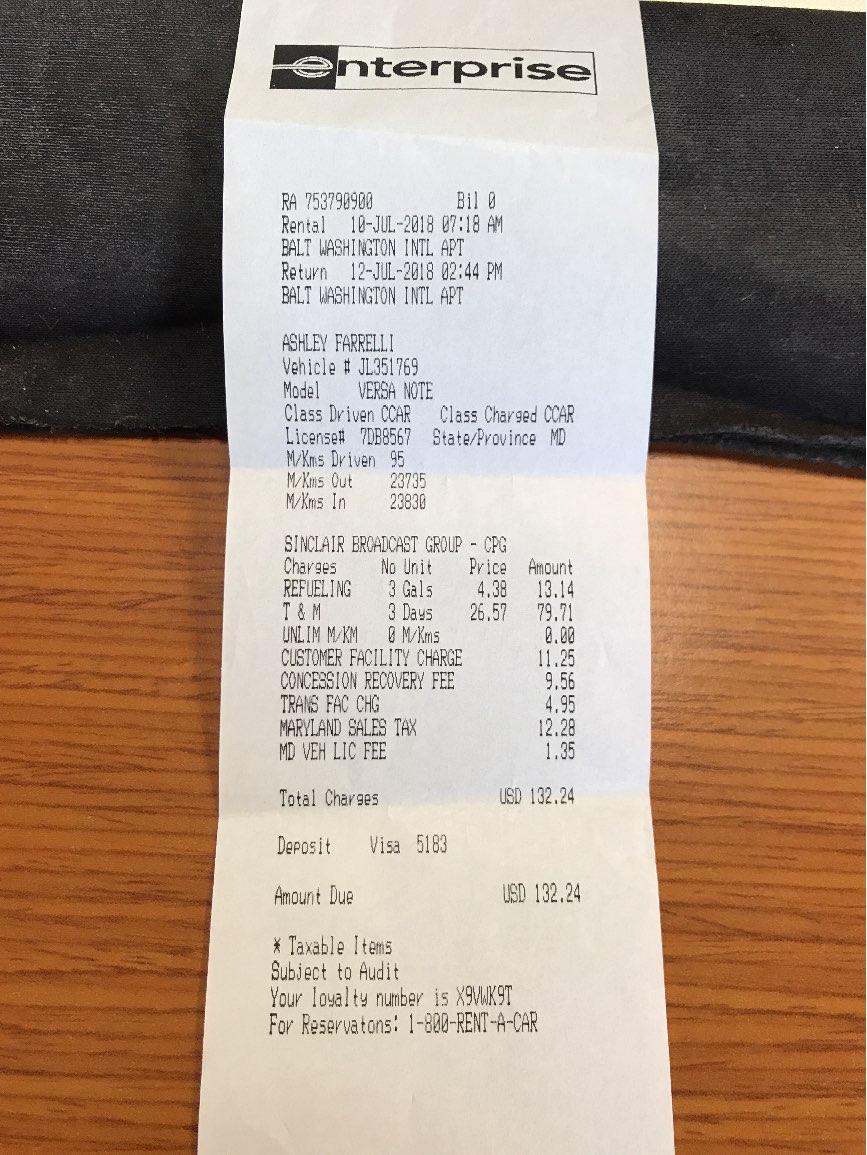 enterprise
RA 753790900 Bil 0
Rental 10-JUL-2018 07:18 AM
BALT WASHINGTON INTL APT
Return 12-JUL-2018 02:44 PM
BALT WASHINGTON INTL APT
ASHLEY FARRELLI
Vehicle # JL351769
Model VERSA NOTE
Class Driven CCAR Class Charged CCAR
License# 7DB8567 State/Province MD
M/Kms Driven 95
M/Kms Out 23735
M/Kms In 23830
SINCLAIR BROADCAST GROUP - CPG
Charges No Unit Price Amount
REFUELING 3 Gals 4.38 13.14
T & M 3 Days 26.57 79.71
UNLIM M/KM 0 M/Kms 0.00
CUSTOMER FACILITY CHARGE 11.25
CONCESSION RECOVERY FEE 9.56
TRANS FAC CHG 4.95
MARYLAND SALES TAX 12.28
MD VEH LIC FEE 1.35
Total Charges USD 132.24
Deposit Visa 5183
Amount Due USD 132.24
* Taxable Items
Subject to Audit
Your loyalty number is X9VWK9T
For Reservatons: 1-800-RENT-A-CAR